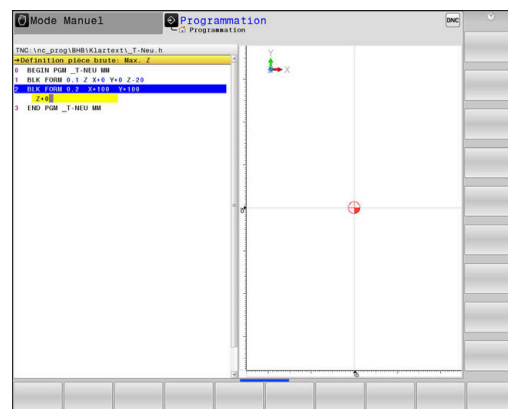 Mode Manuel
Programmation
Programmation
DNC
TNC:\nc_prog\BHB\Klartext\_T-Neu.h
→Définition pièce brute: Max. Z
0 BEGIN PGM _T-NEU MM
1 BLK FORM 0.1 Z X+0 Y+0 Z-20
2 BLK FORM 0.2 X+100 Y+100
Z+0
3 END PGM _T-NEU MM
Y
X
0
0